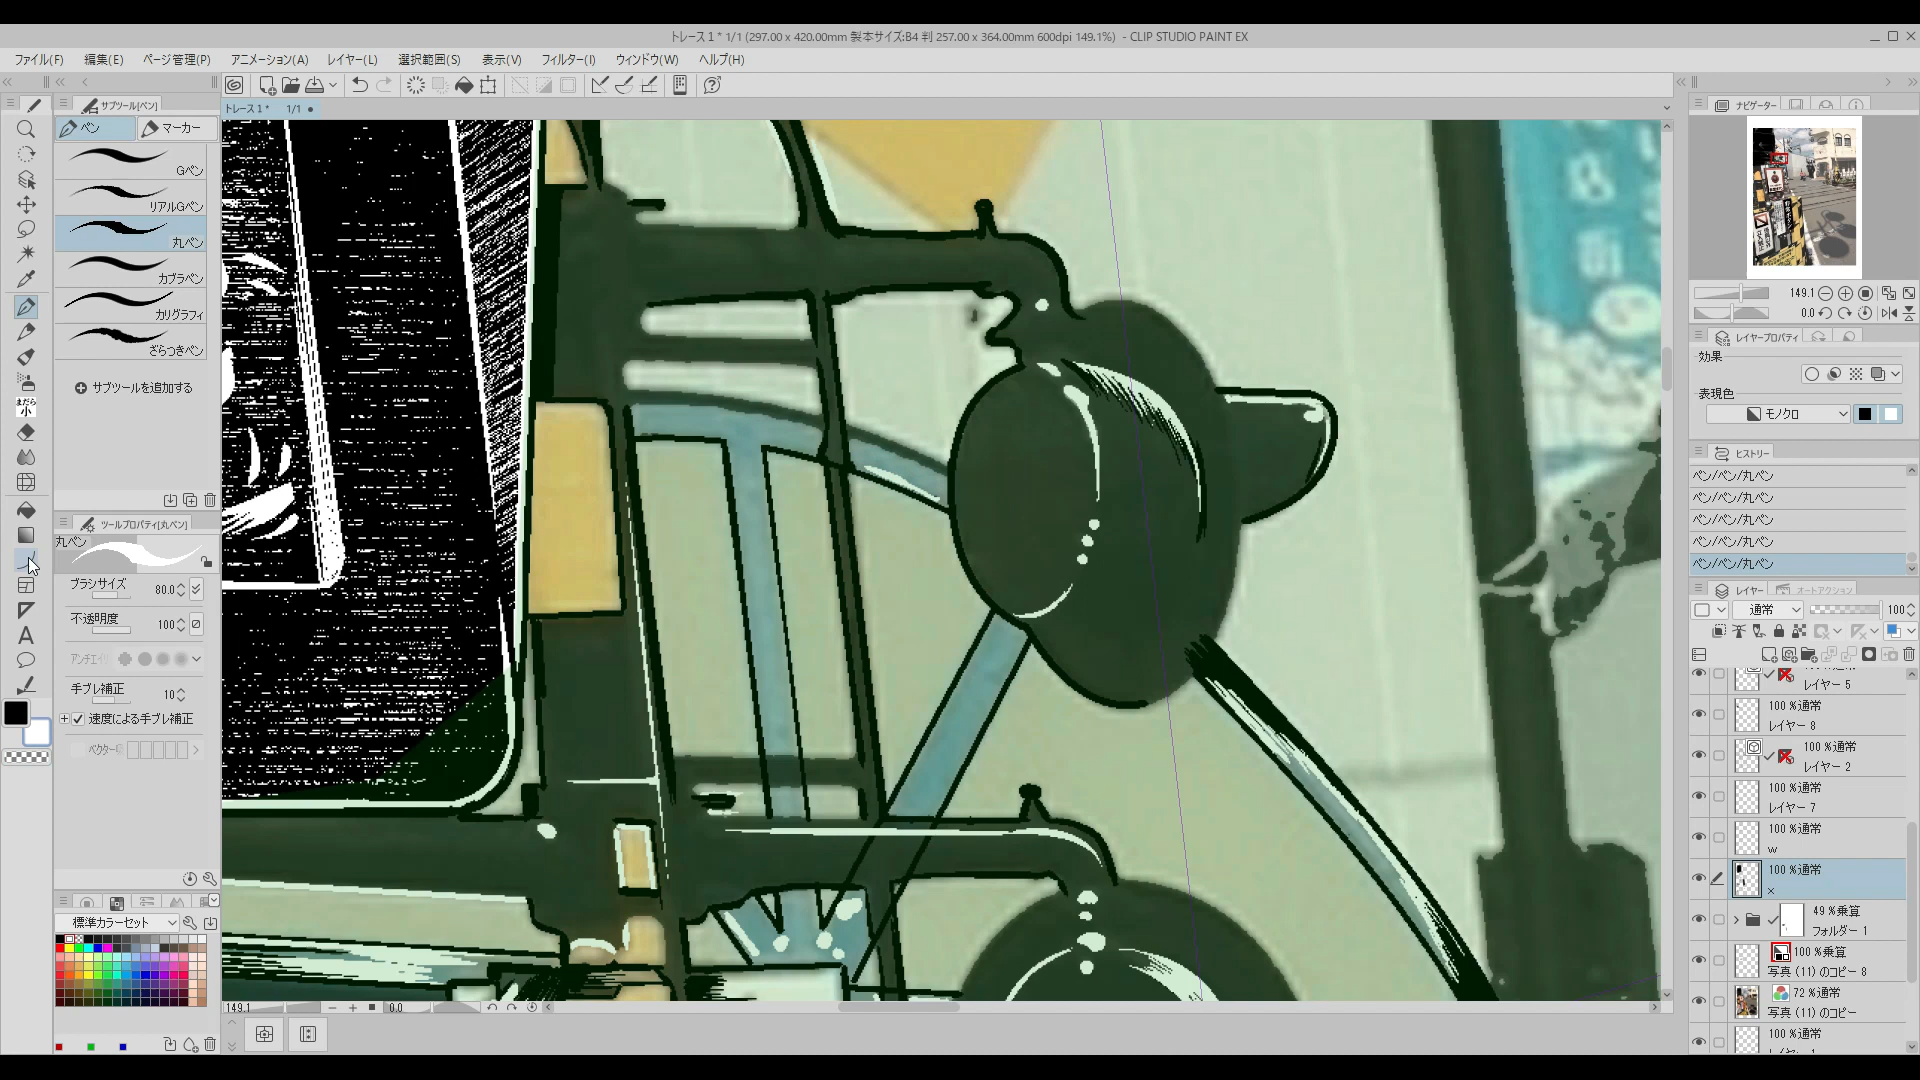 トレース 1 * 1/1 (297.00 x 420.00mm 製本サイズ:B4 判 257.00 x 364.00mm 600dpi 149.1%) - CLIP STUDIO PAINT EX
ファイル(F) 編集(E) ページ管理(P) アニメーション(A) レイヤー(L) 選択範囲(S) 表示(V) フィルター(I) ウィンドウ(W) ヘルプ(H)
サブツール[ペン]
トレース 1 * 1/1
ナビゲーター
ペン マーカー
Gペン
リアルGペン
丸ペン
カブラペン
カリグラフィ
ざらつきペン
サブツールを追加する
149.1
0.0
レイヤープロパティ
効果
表現色
モノクロ
ヒストリー
ペン/ペン/丸ペン
ペン/ペン/丸ペン
ペン/ペン/丸ペン
ペン/ペン/丸ペン
ペン/ペン/丸ペン
ツールプロパティ[丸ペン]
丸ペン
ブラシサイズ 80.0
不透明度 100
手ブレ補正 10
速度による手ブレ補正
レイヤー オートアクション
通常 100
レイヤー 5
100 %通常
レイヤー 8
100 %通常
レイヤー 2
100 %通常
レイヤー 7
100 %通常
w
100 %通常
x
49 %乗算
フォルダー 1
100 %乗算
写真 (11) のコピー 8
72 %通常
写真 (11) のコピー
100 %通常
標準カラーセット
149.1 0.0